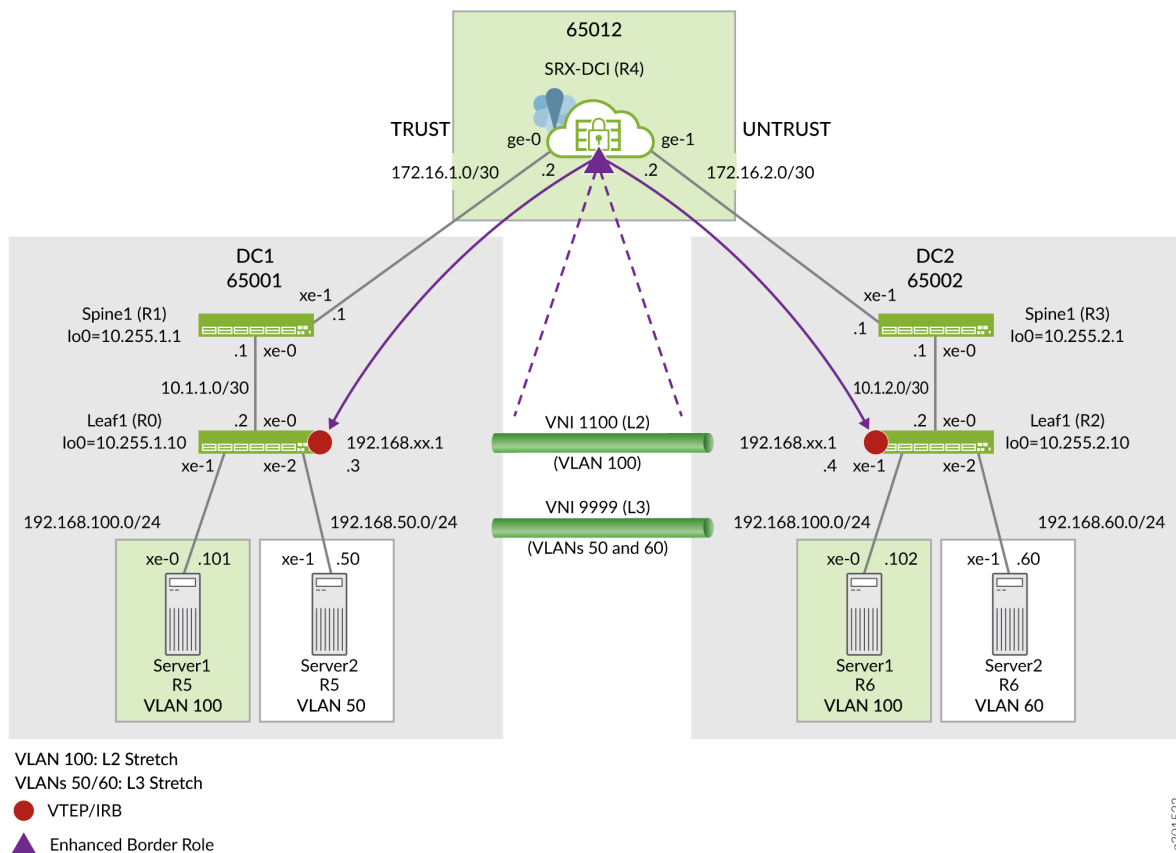 65012
SRX-DCI (R4)
TRUST
UNTRUST
ge-0
ge-1
172.16.1.0/30
.2
.2
172.16.2.0/30
DC1
65001
DC2
65002
xe-1
.1
Spine1 (R1)
lo0=10.255.1.1
.1 xe-0
10.1.1.0/30
.2 xe-0
Leaf1 (R0)
lo0=10.255.1.10
xe-1
xe-2
192.168.xx.1
.3
xe-1
.1
Spine1 (R3)
lo0=10.255.2.1
.1 xe-0
10.1.2.0/30
.2 xe-0
Leaf1 (R2)
lo0=10.255.2.10
192.168.xx.1
.4 xe-1
xe-2
VNI 1100 (L2)
(VLAN 100)
VNI 9999 (L3)
(VLANs 50 and 60)
192.168.100.0/24
192.168.50.0/24
192.168.100.0/24
192.168.60.0/24
xe-0 .101
Server1
R5
VLAN 100
xe-1 .50
Server2
R5
VLAN 50
xe-0 .102
Server1
R6
VLAN 100
xe-1 .60
Server2
R6
VLAN 60
VLAN 100: L2 Stretch
VLANs 50/60: L3 Stretch
VTEP/IRB
Enhanced Border Role